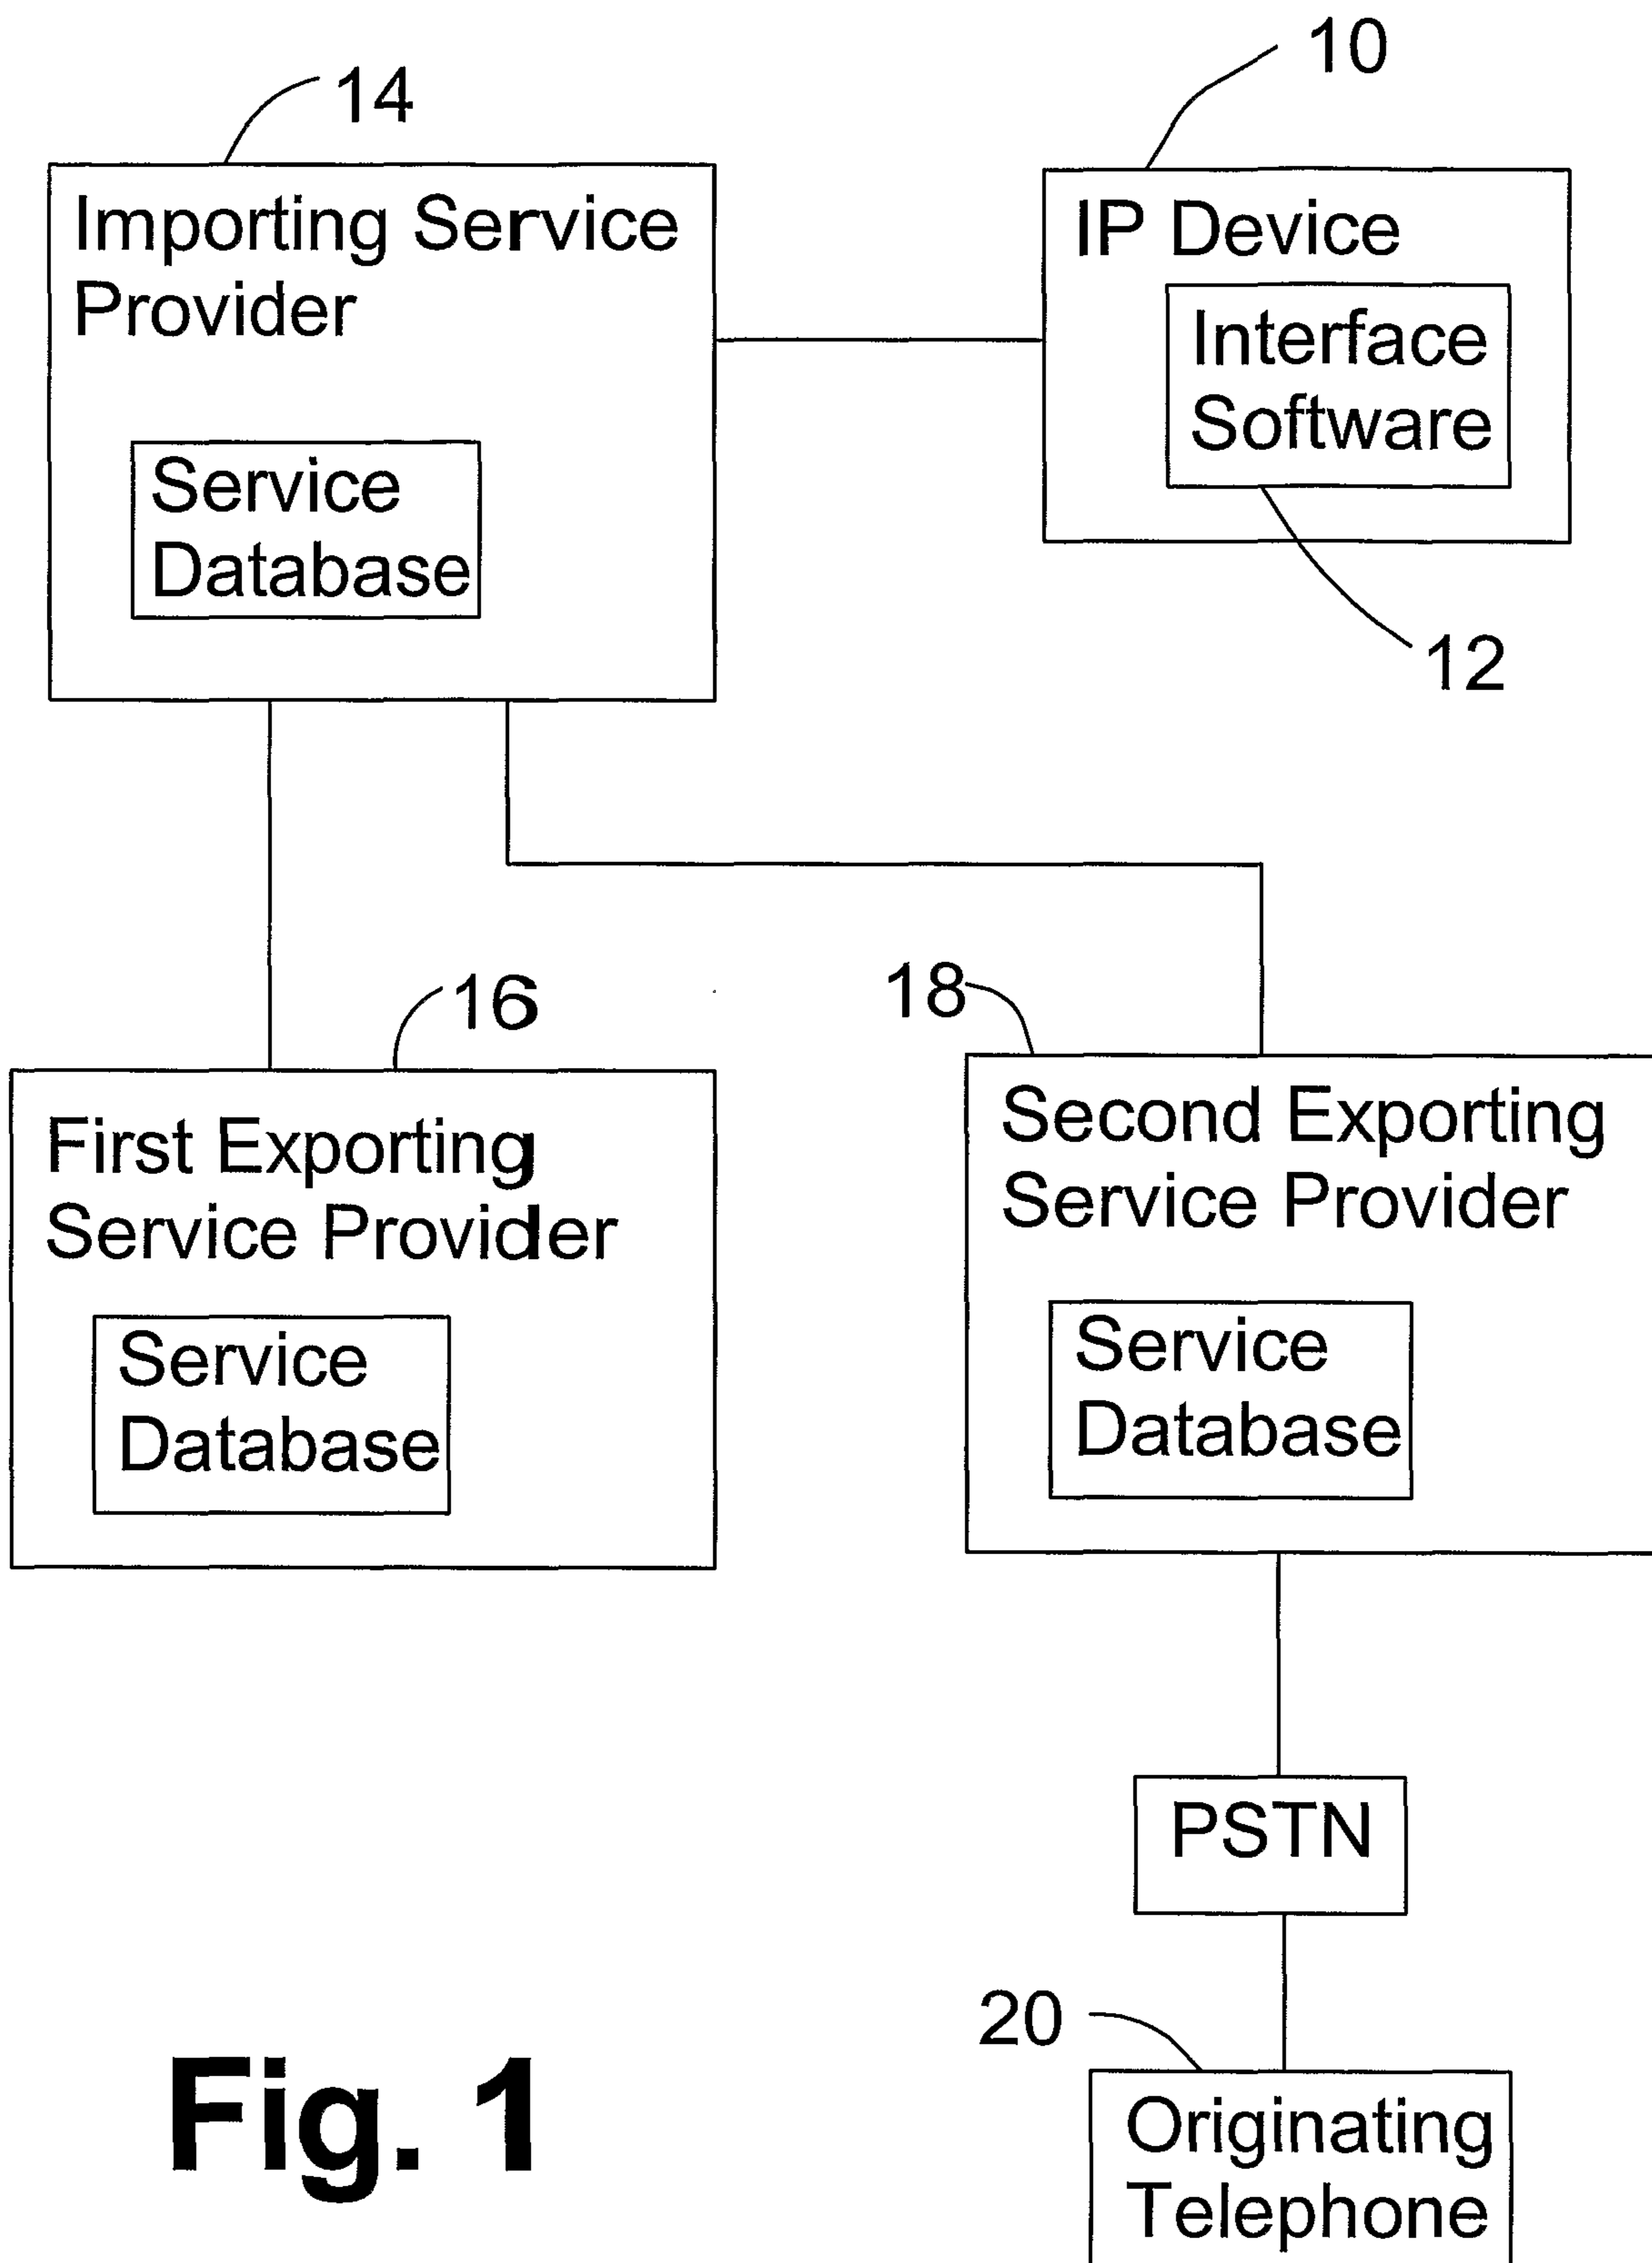 14
10
Importing Service
Provider
Service
Database
IP Device
Interface
Software
12
16
18
First Exporting
Service Provider
Service
Database
Second Exporting
Service Provider
Service
Database
PSTN
20
Originating
Telephone
Fig. 1